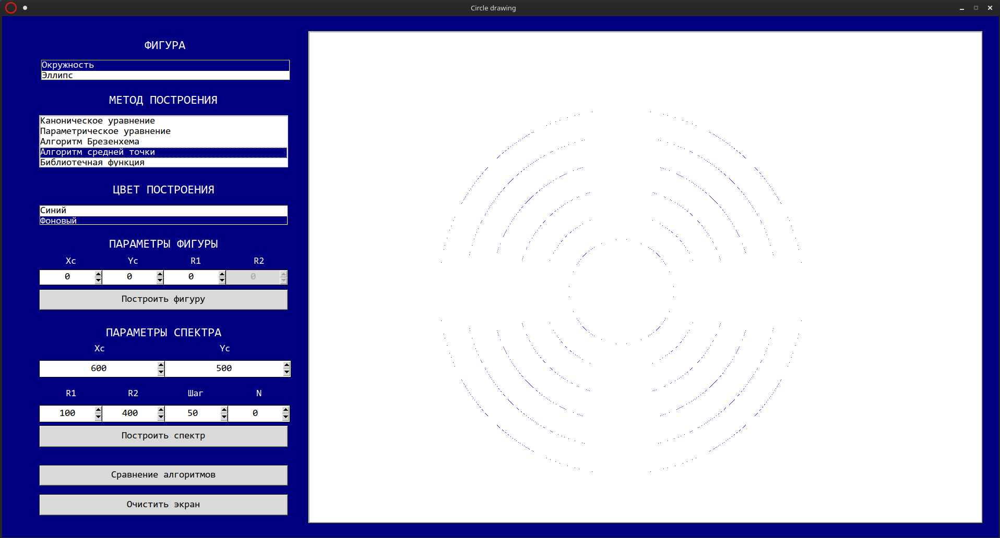 Circle drawing
ФИГУРА
Окружность
Эллипс
МЕТОД ПОСТРОЕНИЯ
Каноническое уравнение
Параметрическое уравнение
Алгоритм Брезенхема
Алгоритм средней точки
Библиотечная функция
ЦВЕТ ПОСТРОЕНИЯ
Синий
Фоновый
ПАРАМЕТРЫ ФИГУРЫ
Xc Yc R1 R2
0 0 0 0
Построить фигуру
ПАРАМЕТРЫ СПЕКТРА
Xc Yc
600 500
R1 R2 Шаг N
100 400 50 0
Построить спектр
Сравнение алгоритмов
Очистить экран